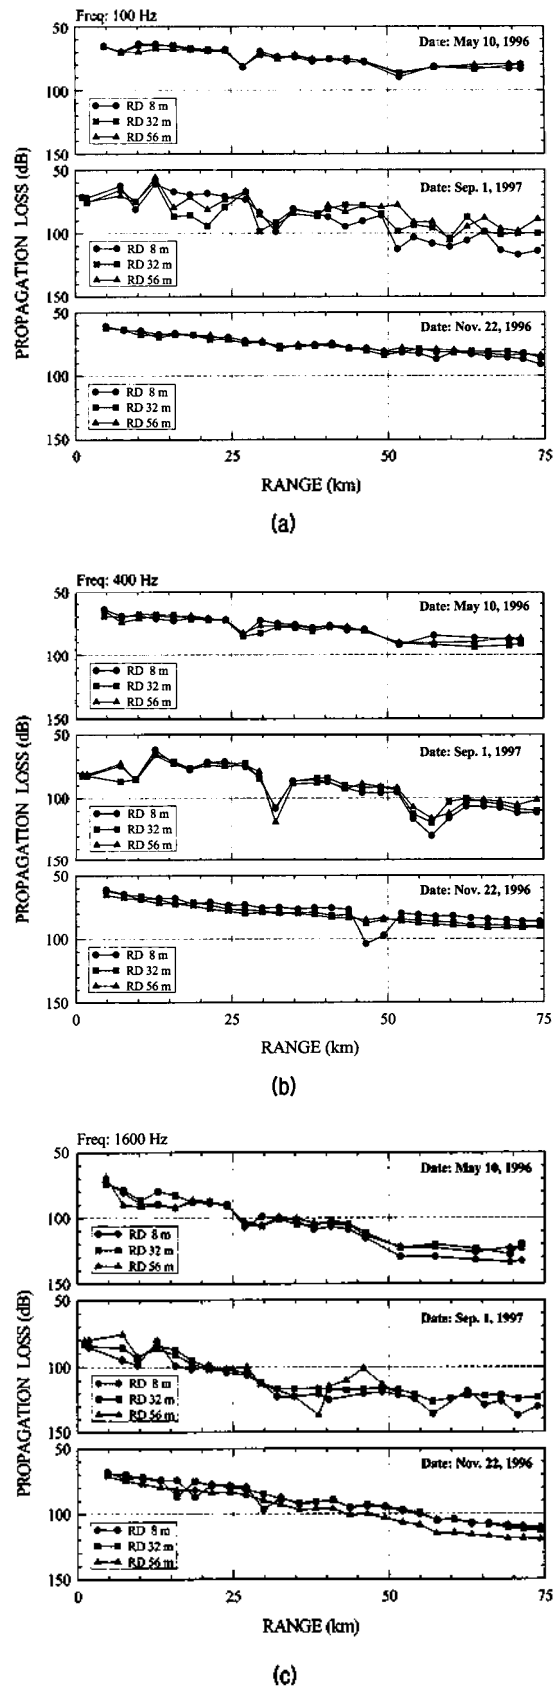 Freq: 100 Hz
50
Date: May 10, 1996
100
RD 8 m
RD 32 m
RD 56 m
150
50
Date: Sep. 1, 1997
100
RD 8 m
RD 32 m
RD 56 m
150
50
Date: Nov. 22, 1996
100
RD 8 m
RD 32 m
RD 56 m
150
PROPAGATION LOSS (dB)
0 25 50 75
RANGE (km)
(a)
Freq: 400 Hz
50
Date: May 10, 1996
100
RD 8 m
RD 32 m
RD 56 m
150
50
Date: Sep. 1, 1997
100
RD 8 m
RD 32 m
RD 56 m
150
50
Date: Nov. 22, 1996
100
RD 8 m
RD 32 m
RD 56 m
150
PROPAGATION LOSS (dB)
0 25 50 75
RANGE (km)
(b)
Freq: 1600 Hz
50
Date: May 10, 1996
100
RD 8 m
RD 32 m
RD 56 m
150
50
Date: Sep. 1, 1997
100
RD 8 m
RD 32 m
RD 56 m
150
50
Date: Nov. 22, 1996
100
RD 8 m
RD 32 m
RD 56 m
150
PROPAGATION LOSS (dB)
0 25 50 75
RANGE (km)
(c)